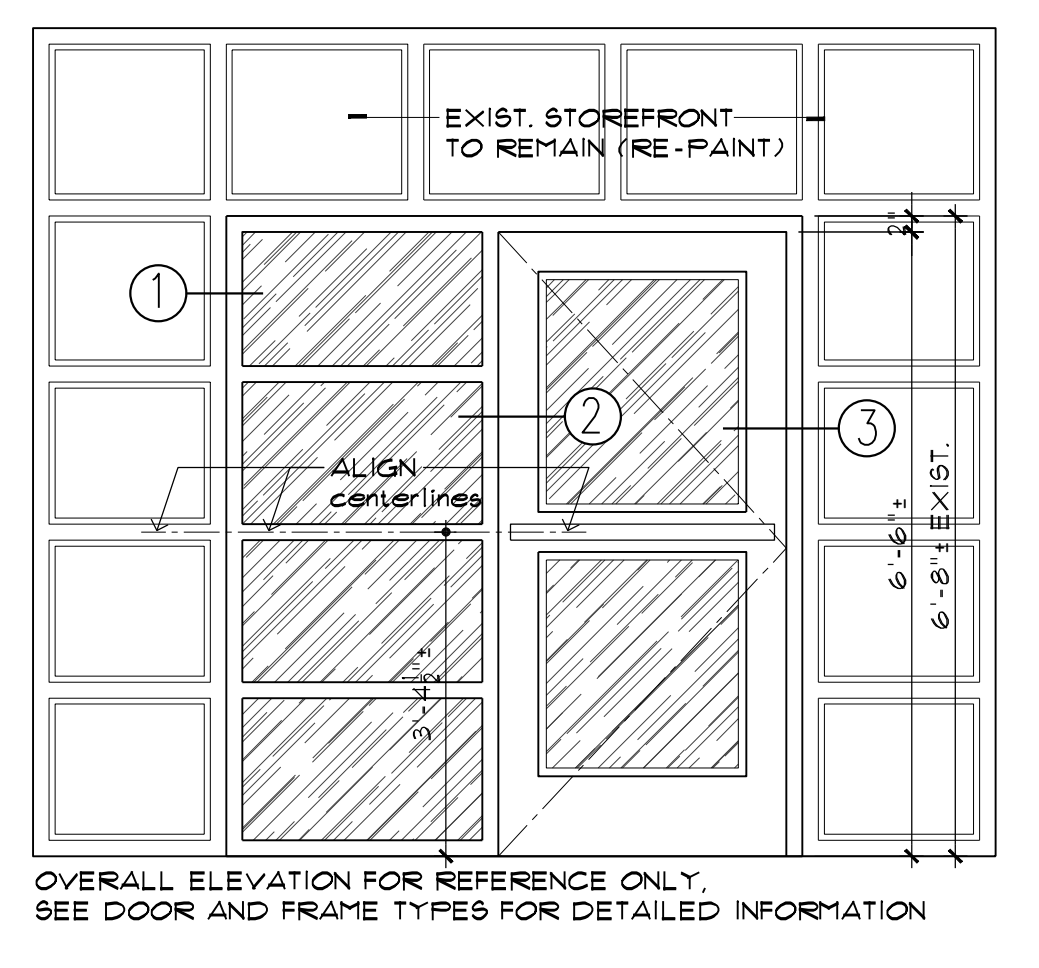 EXIST. STOREFRONT
TO REMAIN (RE-PAINT)
2"
1
2
3
ALIGN
centerlines
6'-6"±
6'-8"± EXIST.
3'-4½"±
OVERALL ELEVATION FOR REFERENCE ONLY,
SEE DOOR AND FRAME TYPES FOR DETAILED INFORMATION